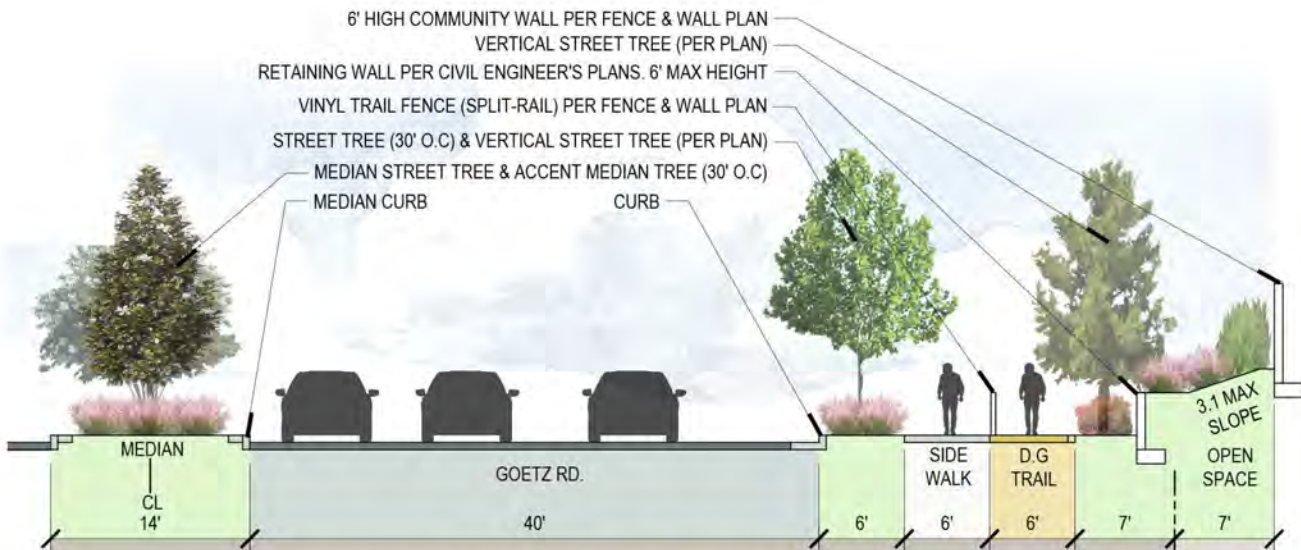 6' HIGH COMMUNITY WALL PER FENCE & WALL PLAN
VERTICAL STREET TREE (PER PLAN)
RETAINING WALL PER CIVIL ENGINEER'S PLANS. 6' MAX HEIGHT
VINYL TRAIL FENCE (SPLIT-RAIL) PER FENCE & WALL PLAN
STREET TREE (30' O.C) & VERTICAL STREET TREE (PER PLAN)
MEDIAN STREET TREE & ACCENT MEDIAN TREE (30' O.C)
MEDIAN CURB
CURB
MEDIAN
CL
14'
GOETZ RD.
40'
6'
SIDE
WALK
6'
D.G
TRAIL
6'
7'
3.1 MAX
SLOPE
OPEN
SPACE
7'